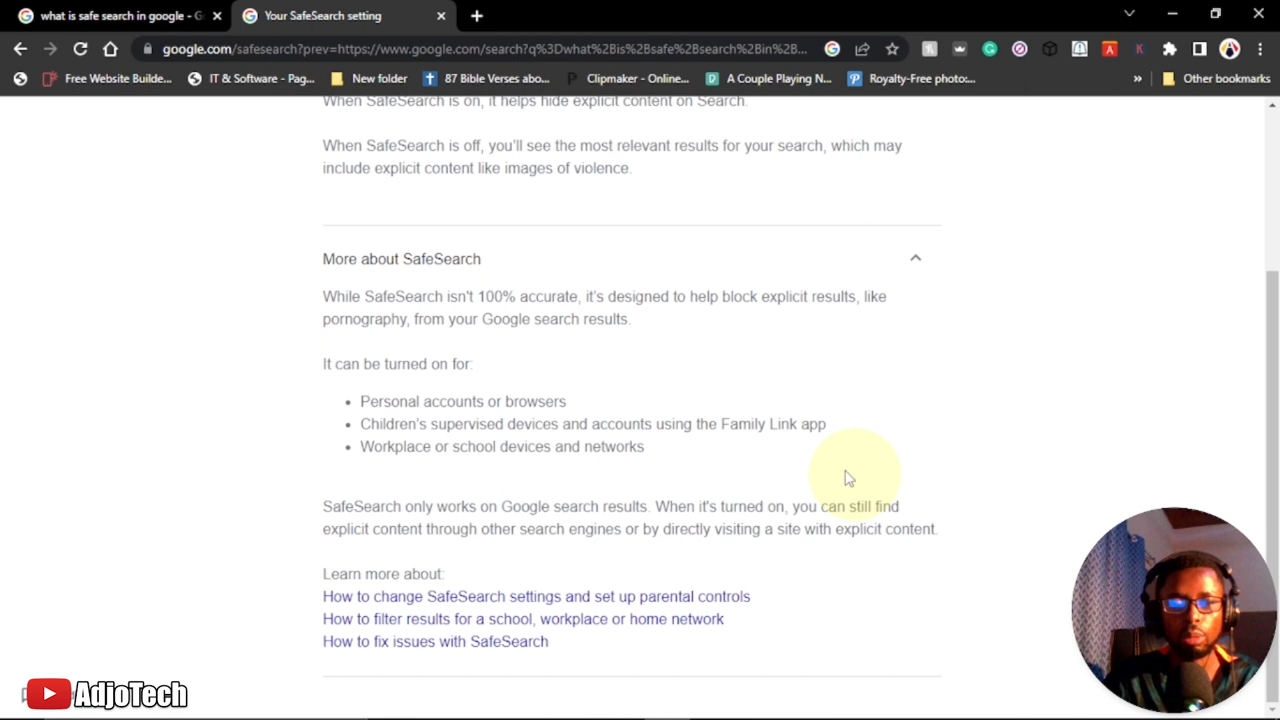 what is safe search in google - G
Your SafeSearch setting
google.com/safesearch?prev=https://www.google.com/search?q%3Dwhat%2Bis%2Bsafe%2Bsearch%2Bin%2B...
Free Website Builde...
IT & Software - Pag...
New folder
87 Bible Verses abo...
Clipmaker - Online...
A Couple Playing N...
Royalty-Free photo:...
»
Other bookmarks
When SafeSearch is on, it helps hide explicit content on Search.
When SafeSearch is off, you'll see the most relevant results for your search, which may
include explicit content like images of violence.
More about SafeSearch
While SafeSearch isn't 100% accurate, it's designed to help block explicit results, like
pornography, from your Google search results.
It can be turned on for:
• Personal accounts or browsers
• Children's supervised devices and accounts using the Family Link app
• Workplace or school devices and networks
SafeSearch only works on Google search results. When it's turned on, you can still find
explicit content through other search engines or by directly visiting a site with explicit content.
Learn more about:
How to change SafeSearch settings and set up parental controls
How to filter results for a school, workplace or home network
How to fix issues with SafeSearch
AdjoTech